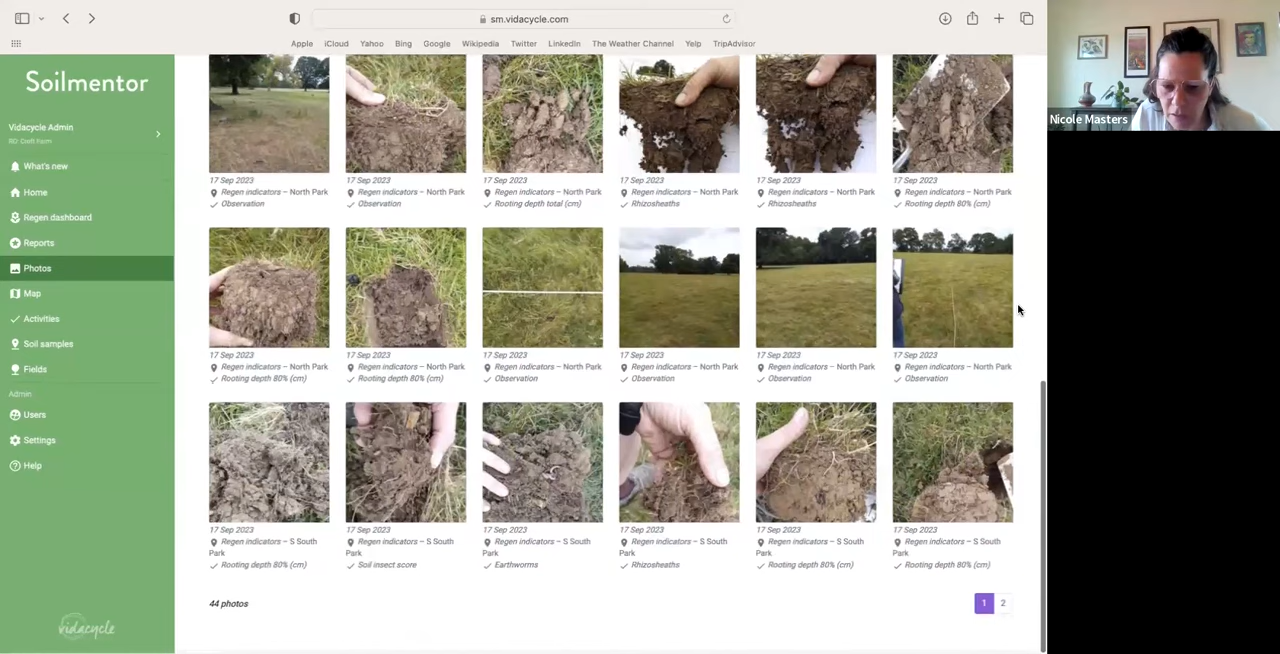 sm.vidacycle.com
Apple iCloud Yahoo Bing Google Wikipedia Twitter LinkedIn The Weather Channel Yelp TripAdvisor
Soilmentor
Vidacycle Admin
What's new
Home
Regen dashboard
Reports
Photos
Map
Activities
Soil samples
Fields
Admin
Users
Settings
Help
vidacycle
17 Sep 2023 17 Sep 2023 17 Sep 2023 17 Sep 2023 17 Sep 2023 17 Sep 2023
Regen indicators – North Park Regen indicators – North Park Regen indicators – North Park Regen indicators – North Park Regen indicators – North Park Regen indicators – North Park
Observation Observation Rooting depth total (cm) Rhizosheaths Rhizosheaths Rooting depth 80% (cm)
17 Sep 2023 17 Sep 2023 17 Sep 2023 17 Sep 2023 17 Sep 2023 17 Sep 2023
Regen indicators – North Park Regen indicators – North Park Regen indicators – North Park Regen indicators – North Park Regen indicators – North Park Regen indicators – North Park
Rooting depth 80% (cm) Rooting depth 80% (cm) Observation Observation Observation Observation
17 Sep 2023 17 Sep 2023 17 Sep 2023 17 Sep 2023 17 Sep 2023 17 Sep 2023
Regen indicators – S South Regen indicators – S South Regen indicators – S South Regen indicators – S South Regen indicators – S South Regen indicators – S South
Park Park Park Park Park Park
Rooting depth 80% (cm) Soil insect score Earthworms Rhizosheaths Rooting depth 80% (cm) Rooting depth 80% (cm)
44 photos
1 2
Nicole Masters